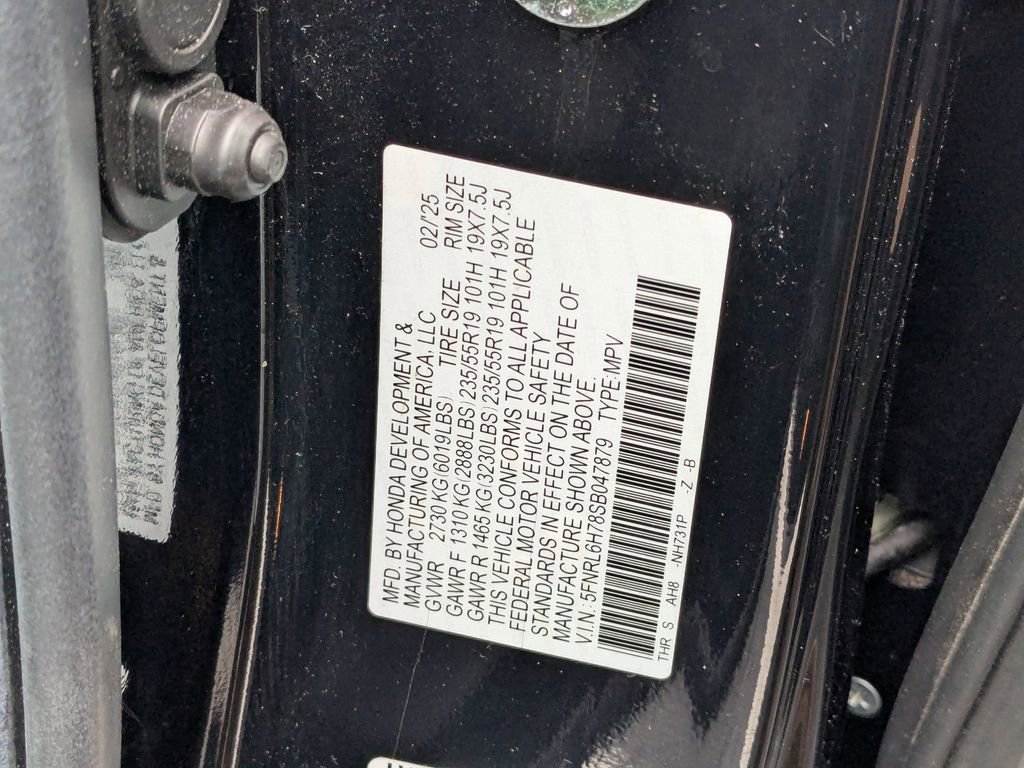 MFD. BY HONDA DEVELOPMENT &
MANUFACTURING OF AMERICA, LLC 02/'25
GVWR 2730 KG(6019LBS) TIRE SIZE RIM SIZE
GAWR F 1310 KG(2888LBS)235/55R19 101H 19X7.5J
GAWR R 1465 KG(3230LBS)235/55R19 101H 19X7.5J
THIS VEHICLE CONFORMS TO ALL APPLICABLE
FEDERAL MOTOR VEHICLE SAFETY
STANDARDS IN EFFECT ON THE DATE OF
MANUFACTURE SHOWN ABOVE.
V.I.N.:5FNRL6H78SB047879 TYPE:MPV
THR S AH8 -NH731P -Z -B